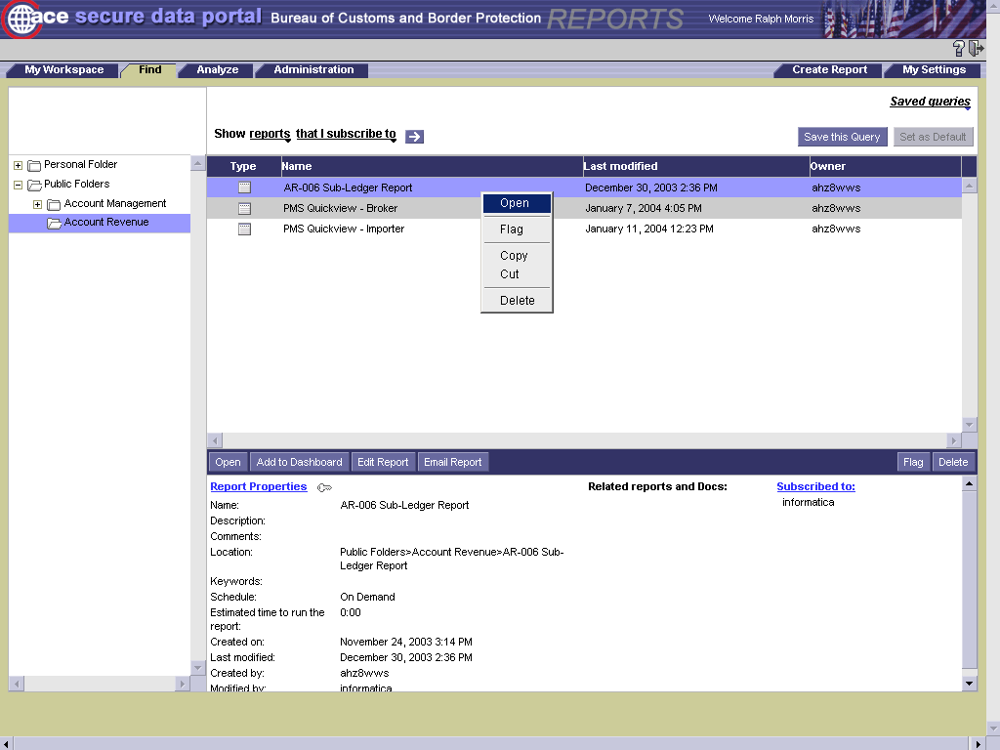 ace secure data portal Bureau of Customs and Border Protection REPORTS Welcome Ralph Morris
?
My Workspace Find Analyze Administration Create Report My Settings
Saved queries
Show reports that I subscribe to
Save this Query Set as Default
Personal Folder
Public Folders
Account Management
Account Revenue
Type Name Last modified Owner
AR-006 Sub-Ledger Report December 30, 2003 2:36 PM ahz8wws
PMS Quickview - Broker January 7, 2004 4:05 PM ahz8wws
PMS Quickview - Importer January 11, 2004 12:23 PM ahz8wws
Open
Flag
Copy
Cut
Delete
Open Add to Dashboard Edit Report Email Report Flag Delete
Report Properties
Name: AR-006 Sub-Ledger Report
Description:
Comments:
Location: Public Folders>Account Revenue>AR-006 Sub-
Ledger Report
Keywords:
Schedule: On Demand
Estimated time to run the 0:00
report:
Created on: November 24, 2003 3:14 PM
Last modified: December 30, 2003 2:36 PM
Created by: ahz8wws
Modified by: informatica
Related reports and Docs:
Subscribed to:
informatica